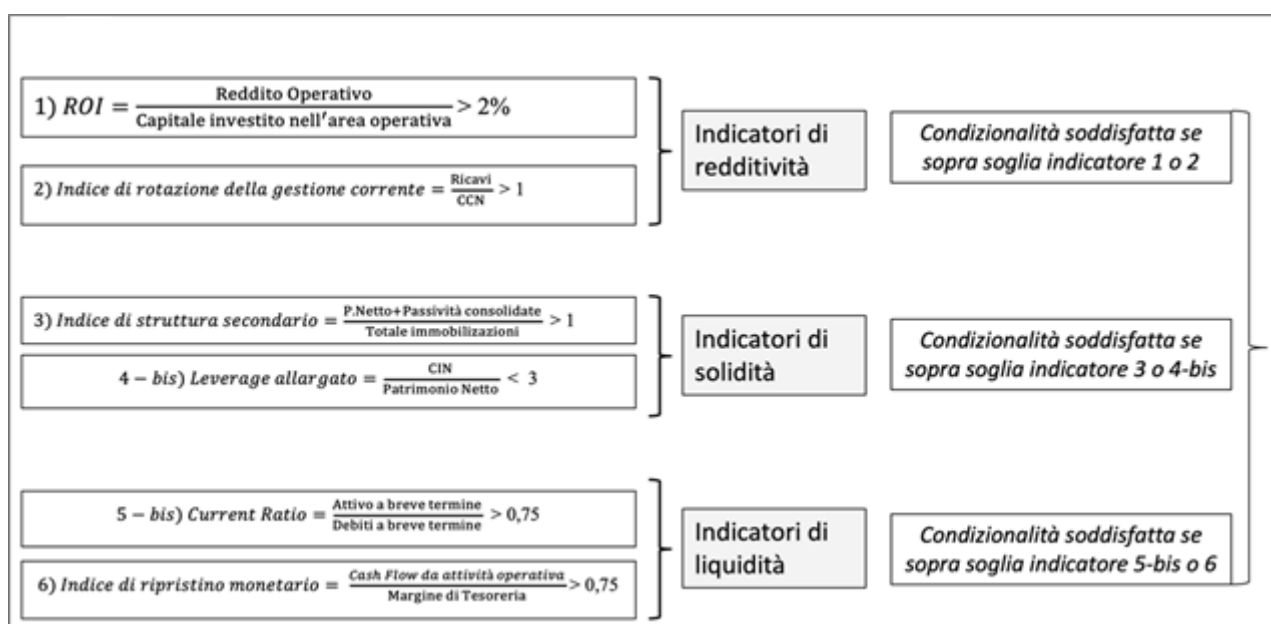 1) ROI = Reddito Operativo / Capitale investito nell'area operativa > 2%
2) Indice di rotazione della gestione corrente = Ricavi / CCN > 1
Indicatori di
redditività
Condizionalità soddisfatta se
sopra soglia indicatore 1 o 2
3) Indice di struttura secondario = P.Netto+Passività consolidate / Totale immobilizzazioni > 1
4 − bis) Leverage allargato = CIN / Patrimonio Netto < 3
Indicatori di
solidità
Condizionalità soddisfatta se
sopra soglia indicatore 3 o 4-bis
5 − bis) Current Ratio = Attivo a breve termine / Debiti a breve termine > 0,75
6) Indice di ripristino monetario = Cash Flow da attività operativa / Margine di Tesoreria > 0,75
Indicatori di
liquidità
Condizionalità soddisfatta se
sopra soglia indicatore 5-bis o 6